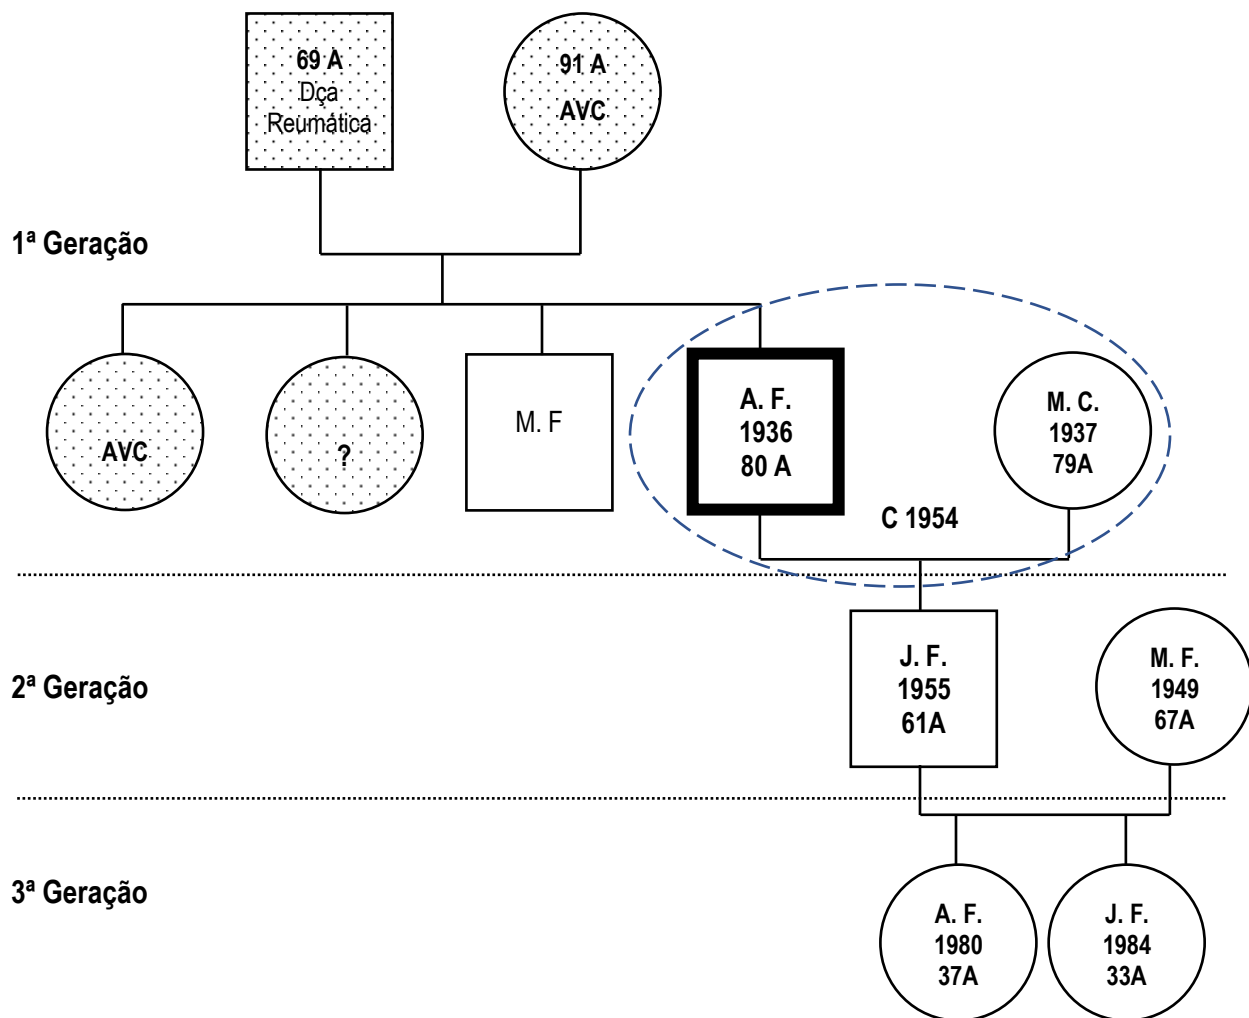 69 A
Dça
Reumática
91 A
AVC
1ª Geração
AVC
?
M. F
A. F.
1936
80 A
M. C.
1937
79A
C 1954
2ª Geração
J. F.
1955
61A
M. F.
1949
67A
3ª Geração
A. F.
1980
37A
J. F.
1984
33A